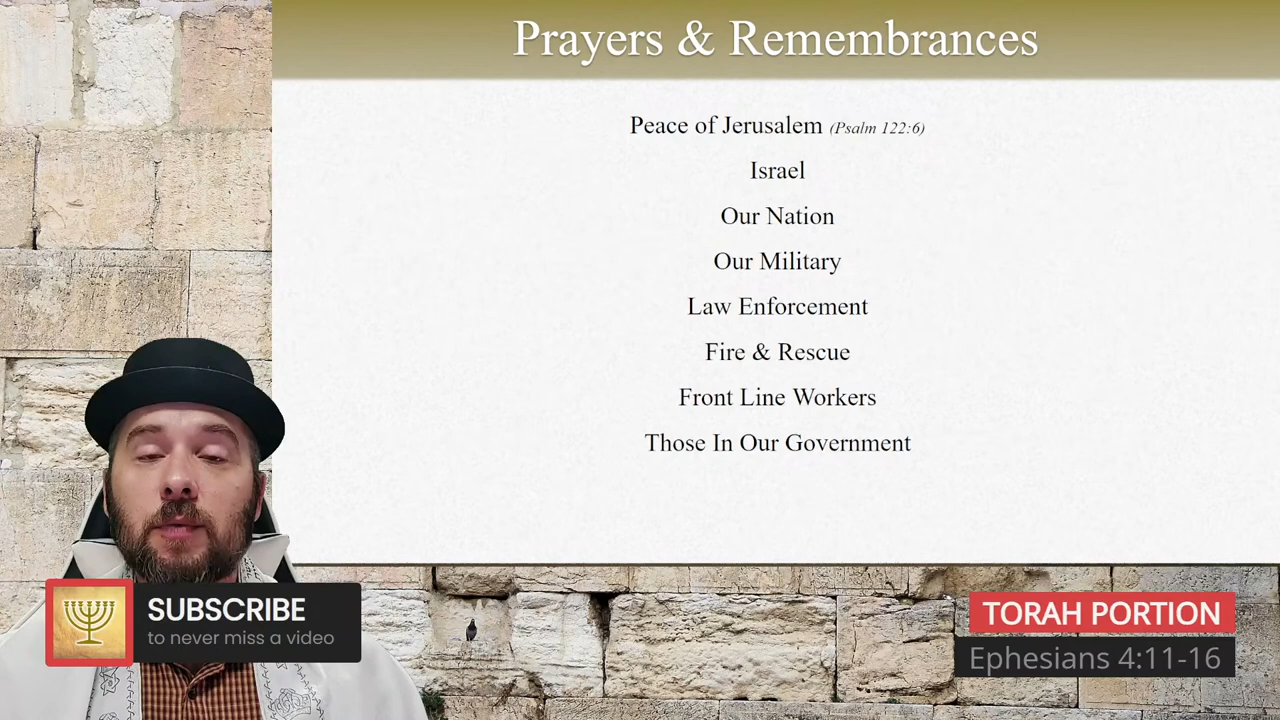 Prayers & Remembrances
Peace of Jerusalem (Psalm 122:6)
Israel
Our Nation
Our Military
Law Enforcement
Fire & Rescue
Front Line Workers
Those In Our Government
SUBSCRIBE
to never miss a video
TORAH PORTION
Ephesians 4:11-16